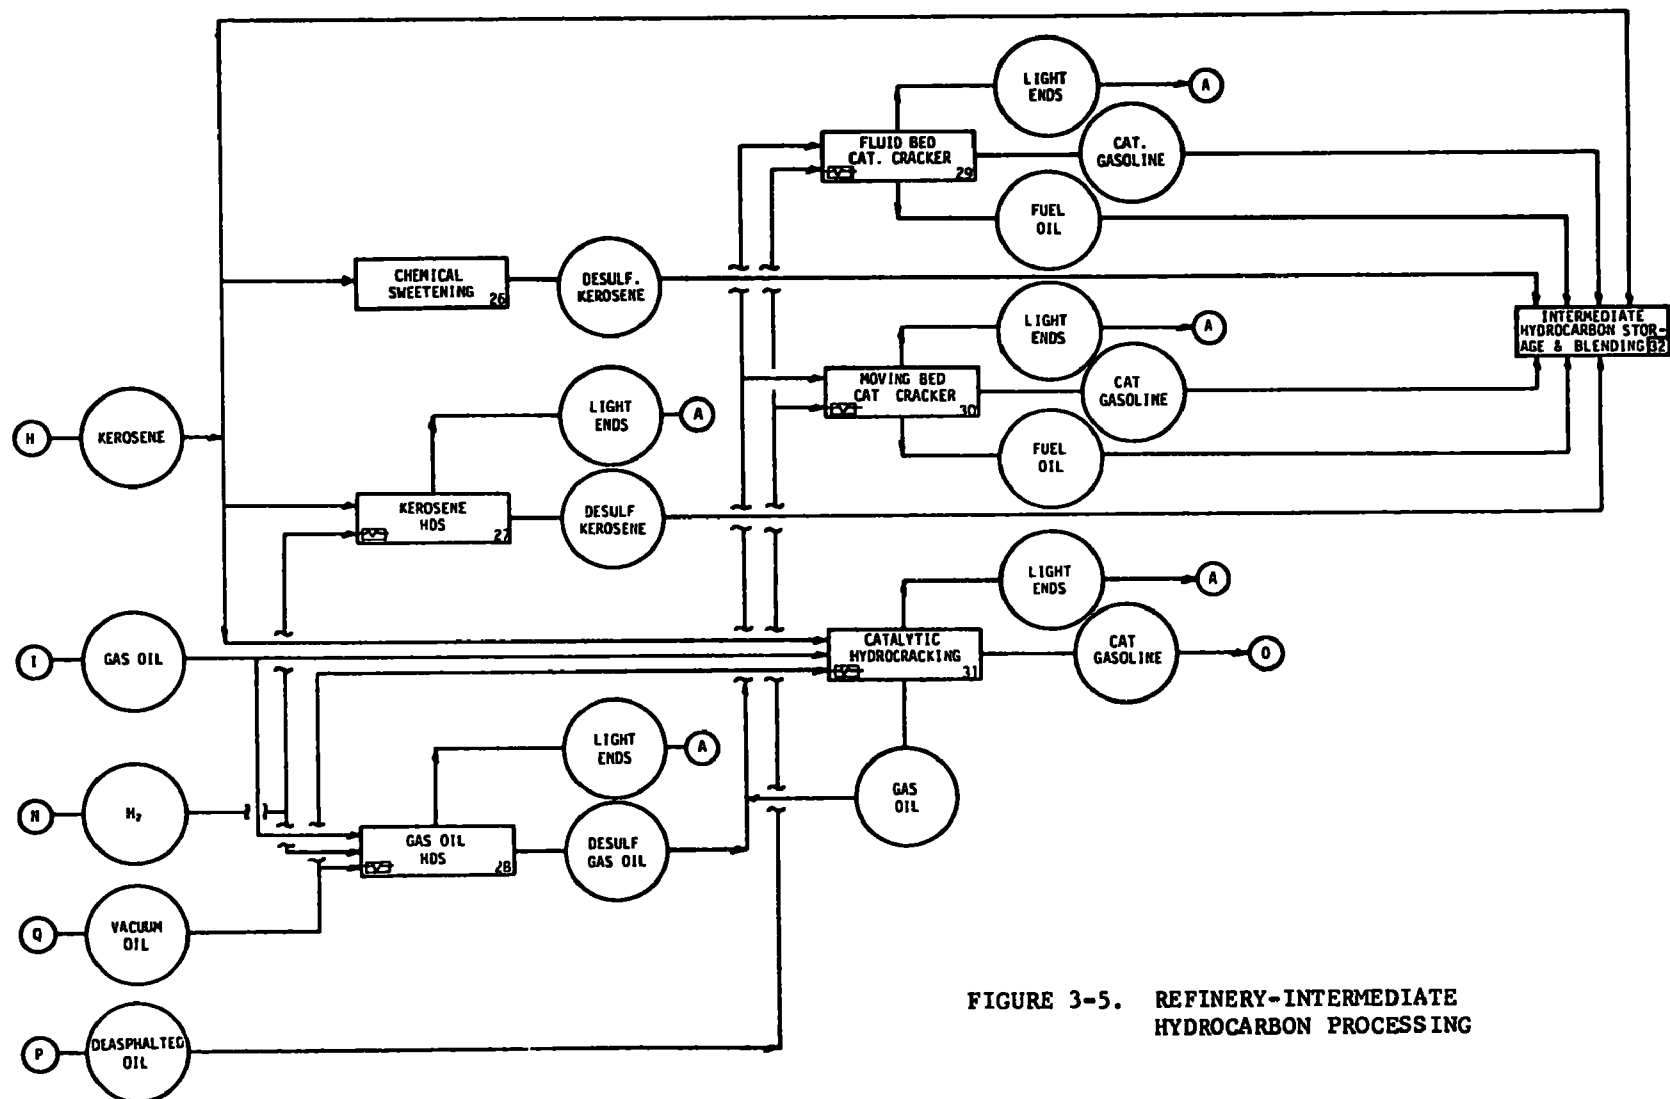 LIGHT
ENDS
A
FLUID BED
CAT. CRACKER
29
CAT.
GASOLINE
FUEL
OIL
CHEMICAL
SWEETENING
26
DESULF.
KEROSENE
LIGHT
ENDS
A
INTERMEDIATE
HYDROCARBON STOR-
AGE & BLENDING 32
MOVING BED
CAT CRACKER
30
CAT
GASOLINE
FUEL
OIL
H
KEROSENE
LIGHT
ENDS
A
KEROSENE
HDS
27
DESULF
KEROSENE
LIGHT
ENDS
A
I
GAS OIL
CATALYTIC
HYDROCRACKING
31
CAT
GASOLINE
O
LIGHT
ENDS
A
GAS
OIL
N
H₂
GAS OIL
HDS
28
DESULF
GAS OIL
Q
VACUUM
OIL
P
DEASPHALTED
OIL
FIGURE 3-5. REFINERY-INTERMEDIATE
HYDROCARBON PROCESSING